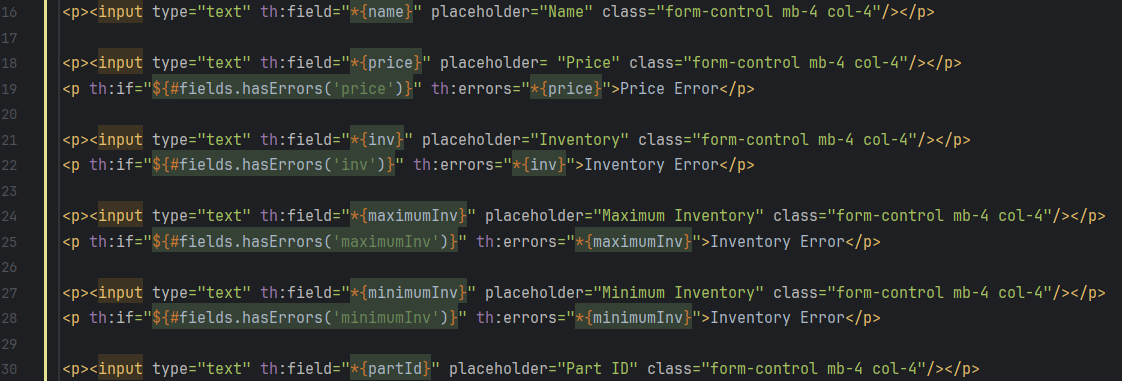 16 <p><input type="text" th:field="*{name}" placeholder="Name" class="form-control mb-4 col-4"/></p>
17
18 <p><input type="text" th:field="*{price}" placeholder= "Price" class="form-control mb-4 col-4"/></p>
19 <p th:if="${#fields.hasErrors('price')}" th:errors="*{price}">Price Error</p>
20
21 <p><input type="text" th:field="*{inv}" placeholder="Inventory" class="form-control mb-4 col-4"/></p>
22 <p th:if="${#fields.hasErrors('inv')}" th:errors="*{inv}">Inventory Error</p>
23
24 <p><input type="text" th:field="*{maximumInv}" placeholder="Maximum Inventory" class="form-control mb-4 col-4"/></p>
25 <p th:if="${#fields.hasErrors('maximumInv')}" th:errors="*{maximumInv}">Inventory Error</p>
26
27 <p><input type="text" th:field="*{minimumInv}" placeholder="Minimum Inventory" class="form-control mb-4 col-4"/></p>
28 <p th:if="${#fields.hasErrors('minimumInv')}" th:errors="*{minimumInv}">Inventory Error</p>
29
30 <p><input type="text" th:field="*{partId}" placeholder="Part ID" class="form-control mb-4 col-4"/></p>